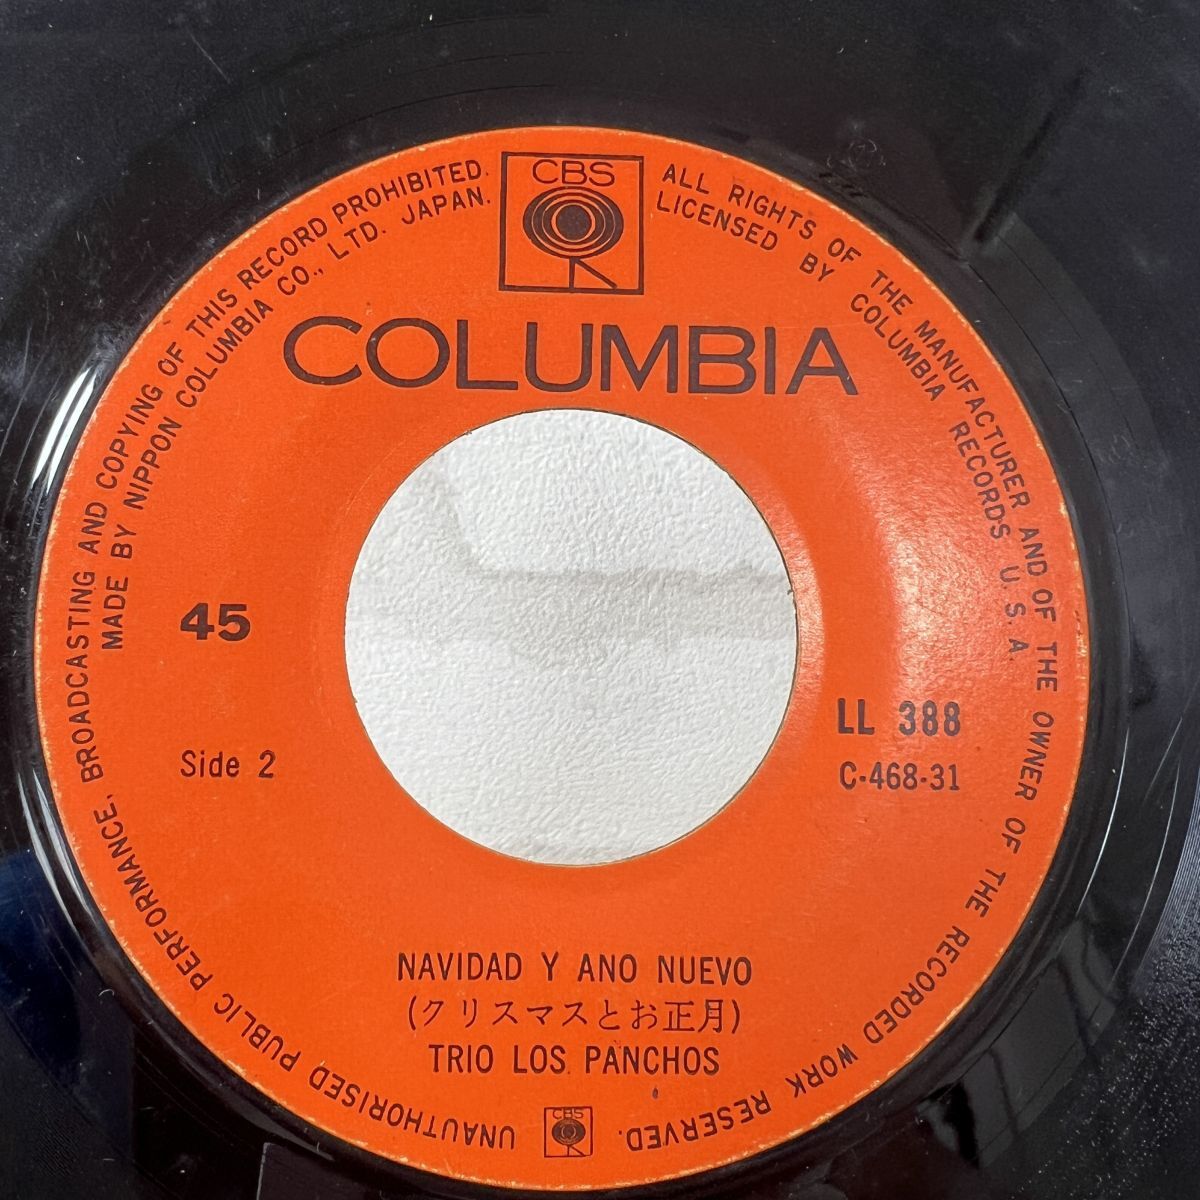 CBS
COLUMBIA
ALL RIGHTS OF THE MANUFACTURER AND OF THE OWNER OF THE RECORDED WORK RESERVED.
LICENSED BY COLUMBIA RECORDS U.S.A.
UNAUTHORISED PUBLIC PERFORMANCE, BROADCASTING AND COPYING OF THIS RECORD PROHIBITED.
MADE BY NIPPON COLUMBIA CO., LTD. JAPAN.
45
Side 2
LL 388
C-468-31
NAVIDAD Y ANO NUEVO
(クリスマスとお正月)
TRIO LOS PANCHOS
CBS